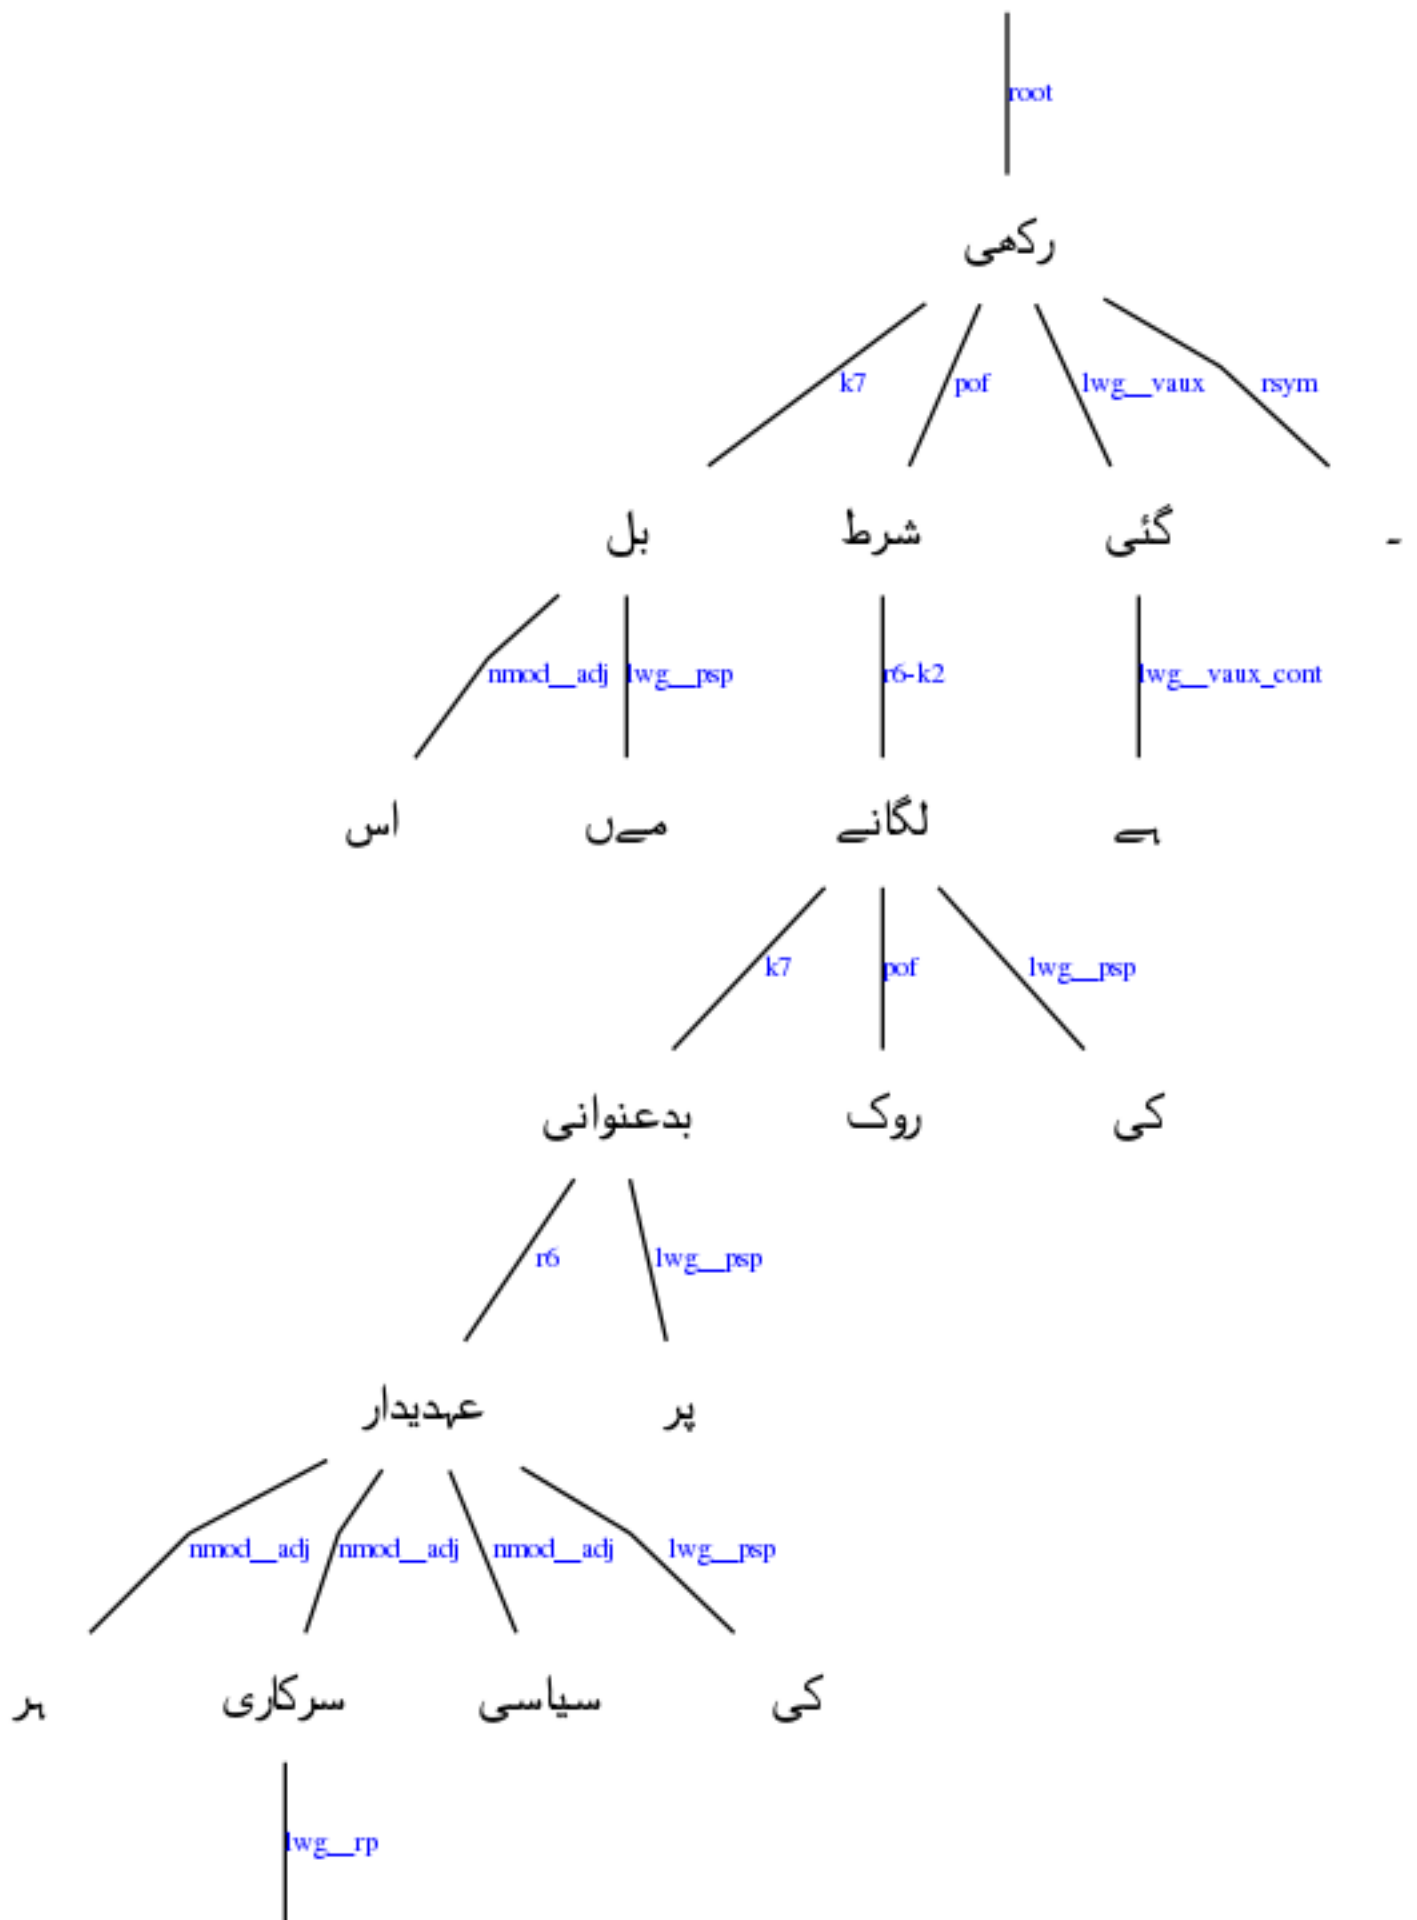 root
رکھی
k7 pof lwg__vaux rsym
بل شرط گئی ۔
nmod__adj lwg__psp r6-k2 lwg__vaux_cont
اس مےں لگانے ہے
k7 pof lwg__psp
بدعنوانی روک کی
r6 lwg__psp
عہدیدار پر
nmod__adj nmod__adj nmod__adj lwg__psp
ہر سرکاری سیاسی کی
lwg__rp